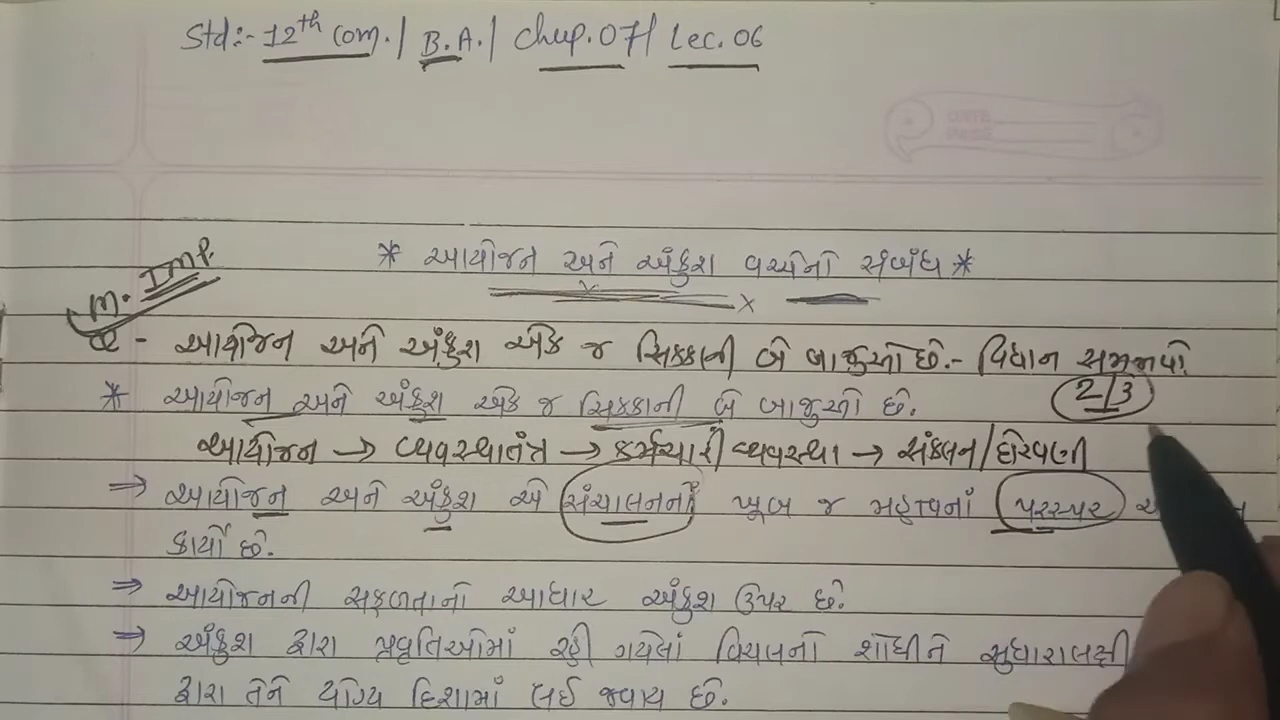 Std:- 12th com. / B.A. / Chap. 07 / Lec. 06
DATE
PAGE
* આયોજન અને અંકુશ વચ્ચેનો સંબંધ *
M. IMP.
Q - આયોજન અને અંકુશ એક જ સિક્કાની બે બાજુઓ છે. - વિધાન સમજાવો
2/3
* આયોજન અને અંકુશ એક જ સિક્કાની બે બાજુઓ છે.
આયોજન → વ્યવસ્થાતંત્ર → કર્મચારી વ્યવસ્થા → સંકલન/દોરવણી
⇒ આયોજન અને અંકુશ એ સંચાલનનાં ખૂબ જ મહત્વનાં પરસ્પર
કાર્યો છે.
⇒ આયોજનની સફળતાનો આધાર અંકુશ ઉપર છે.
⇒ અંકુશ દ્વારા પ્રવૃતિઓમાં રહી ગયેલાં વિચલનો શોધીને સુધારાલક્ષી
દ્વારા તેને યોગ્ય દિશામાં લઈ જવાય છે.